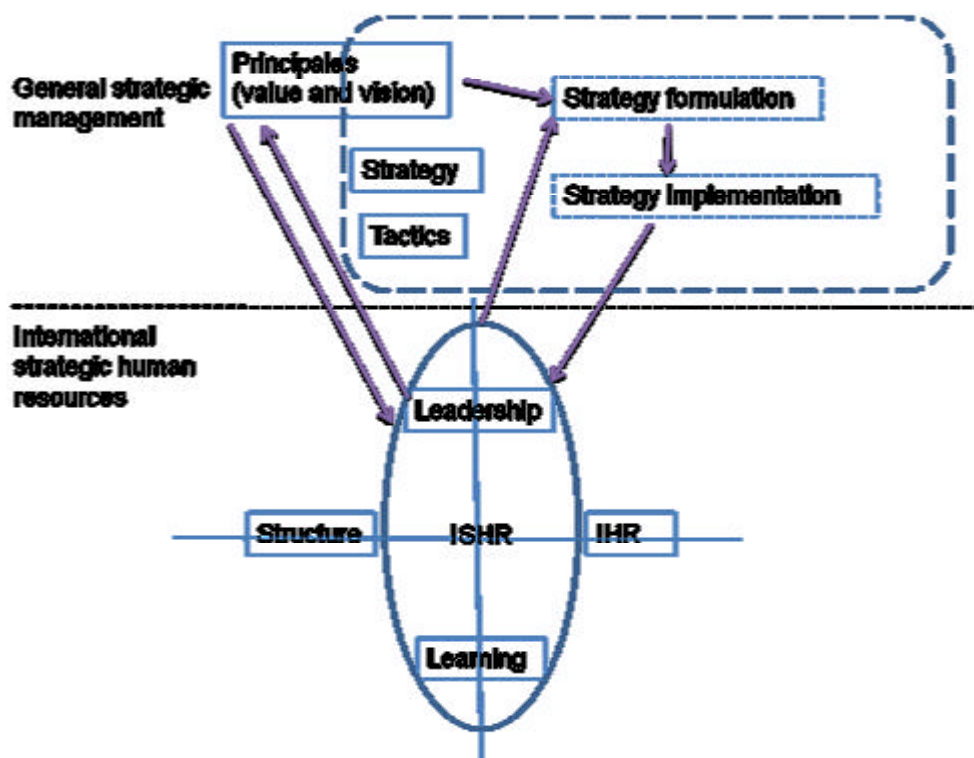 Principales
(value and vision)
General strategic
management
Strategy formulation
Strategy
Strategy implementation
Tactics
International
strategic human
resources
Leadership
Structure
ISHR
IHR
Learning